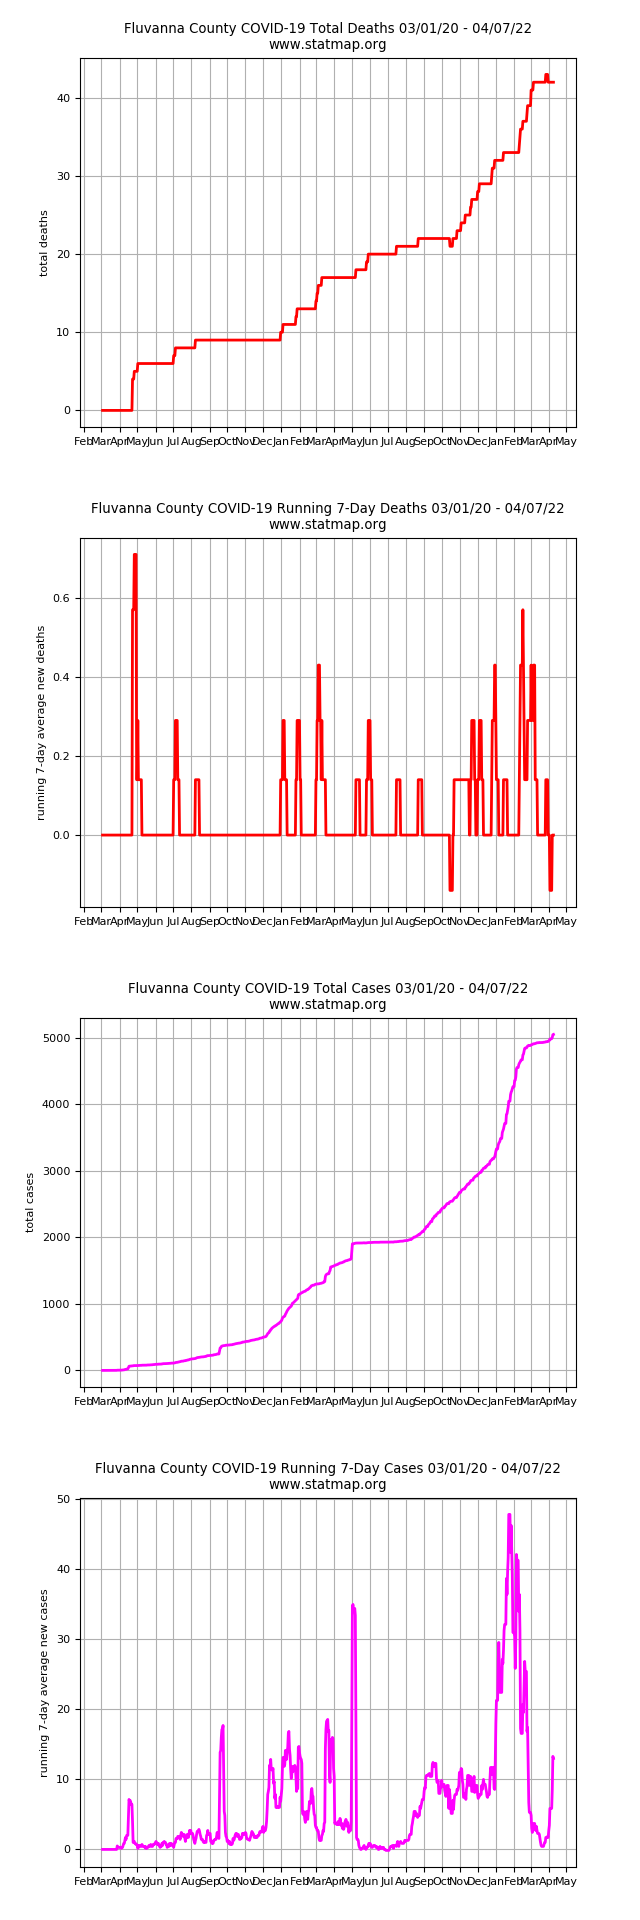 Fluvanna County COVID-19 Total Deaths 03/01/20 - 04/07/22
www.statmap.org
total deaths
40
30
20
10
0
Feb Mar Apr May Jun Jul Aug Sep Oct Nov Dec Jan Feb Mar Apr May Jun Jul Aug Sep Oct Nov Dec Jan Feb Mar Apr May
Fluvanna County COVID-19 Running 7-Day Deaths 03/01/20 - 04/07/22
www.statmap.org
running 7-day average new deaths
0.6
0.4
0.2
0.0
Feb Mar Apr May Jun Jul Aug Sep Oct Nov Dec Jan Feb Mar Apr May Jun Jul Aug Sep Oct Nov Dec Jan Feb Mar Apr May
Fluvanna County COVID-19 Total Cases 03/01/20 - 04/07/22
www.statmap.org
total cases
5000
4000
3000
2000
1000
0
Feb Mar Apr May Jun Jul Aug Sep Oct Nov Dec Jan Feb Mar Apr May Jun Jul Aug Sep Oct Nov Dec Jan Feb Mar Apr May
Fluvanna County COVID-19 Running 7-Day Cases 03/01/20 - 04/07/22
www.statmap.org
running 7-day average new cases
50
40
30
20
10
0
Feb Mar Apr May Jun Jul Aug Sep Oct Nov Dec Jan Feb Mar Apr May Jun Jul Aug Sep Oct Nov Dec Jan Feb Mar Apr May